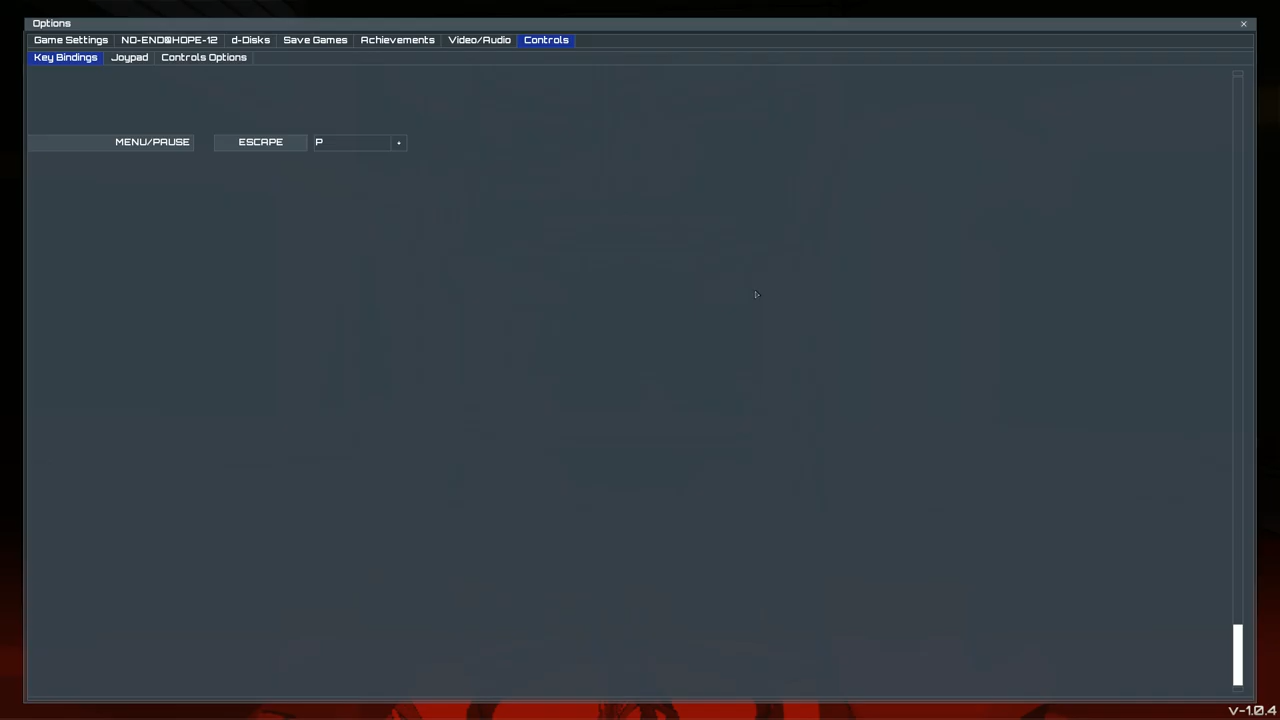 Options
Game Settings NO-END@HOPE-12 d-Disks Save Games Achievements Video/Audio Controls
Key Bindings Joypad Controls Options
MENU/PAUSE ESCAPE P +
v-1.0.4